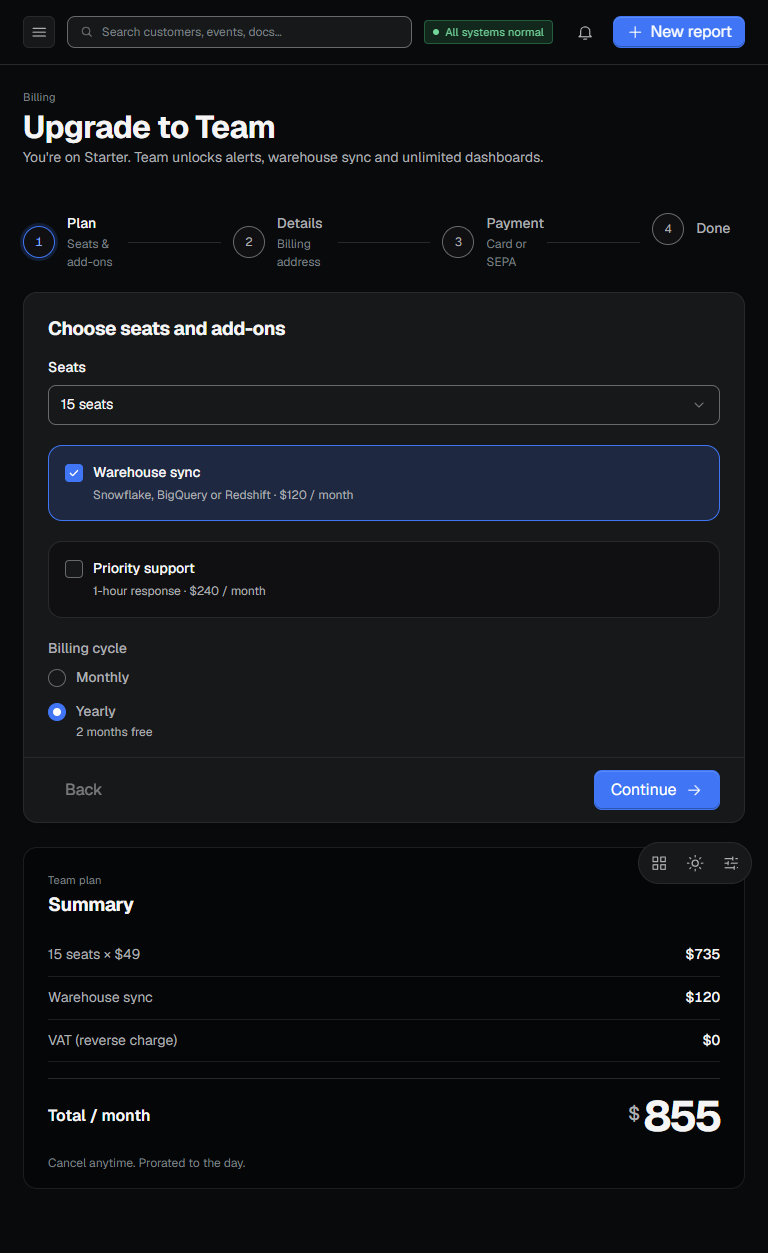 Search customers, events, docs…
All systems normal
New report
Billing
Upgrade to Team
You're on Starter. Team unlocks alerts, warehouse sync and unlimited dashboards.
1
Plan
Seats &
add-ons
2
Details
Billing
address
3
Payment
Card or
SEPA
4
Done
Choose seats and add-ons
Seats
15 seats
Warehouse sync
Snowflake, BigQuery or Redshift · $120 / month
Priority support
1-hour response · $240 / month
Billing cycle
Monthly
Yearly
2 months free
Back
Continue
Team plan
Summary
15 seats × $49
$735
Warehouse sync
$120
VAT (reverse charge)
$0
Total / month
$855
Cancel anytime. Prorated to the day.